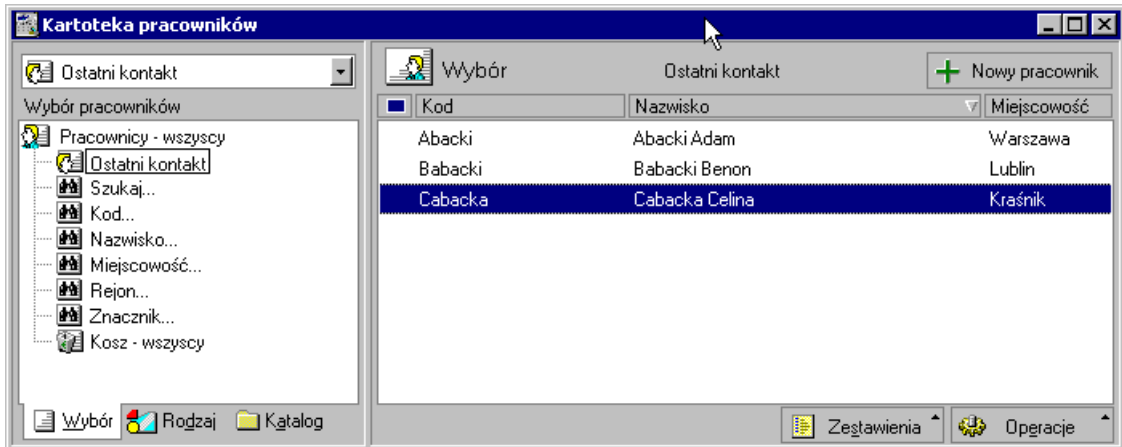 Kartoteka pracowników
Ostatni kontakt
Wybór pracowników
Pracownicy - wszyscy
Ostatni kontakt
Szukaj...
Kod...
Nazwisko...
Miejscowość...
Rejon...
Znacznik...
Kosz - wszyscy
Wybór Rodzaj Katalog
Wybór Ostatni kontakt Nowy pracownik
Kod Nazwisko Miejscowość
Abacki Abacki Adam Warszawa
Babacki Babacki Benon Lublin
Cabacka Cabacka Celina Kraśnik
Zestawienia Operacje